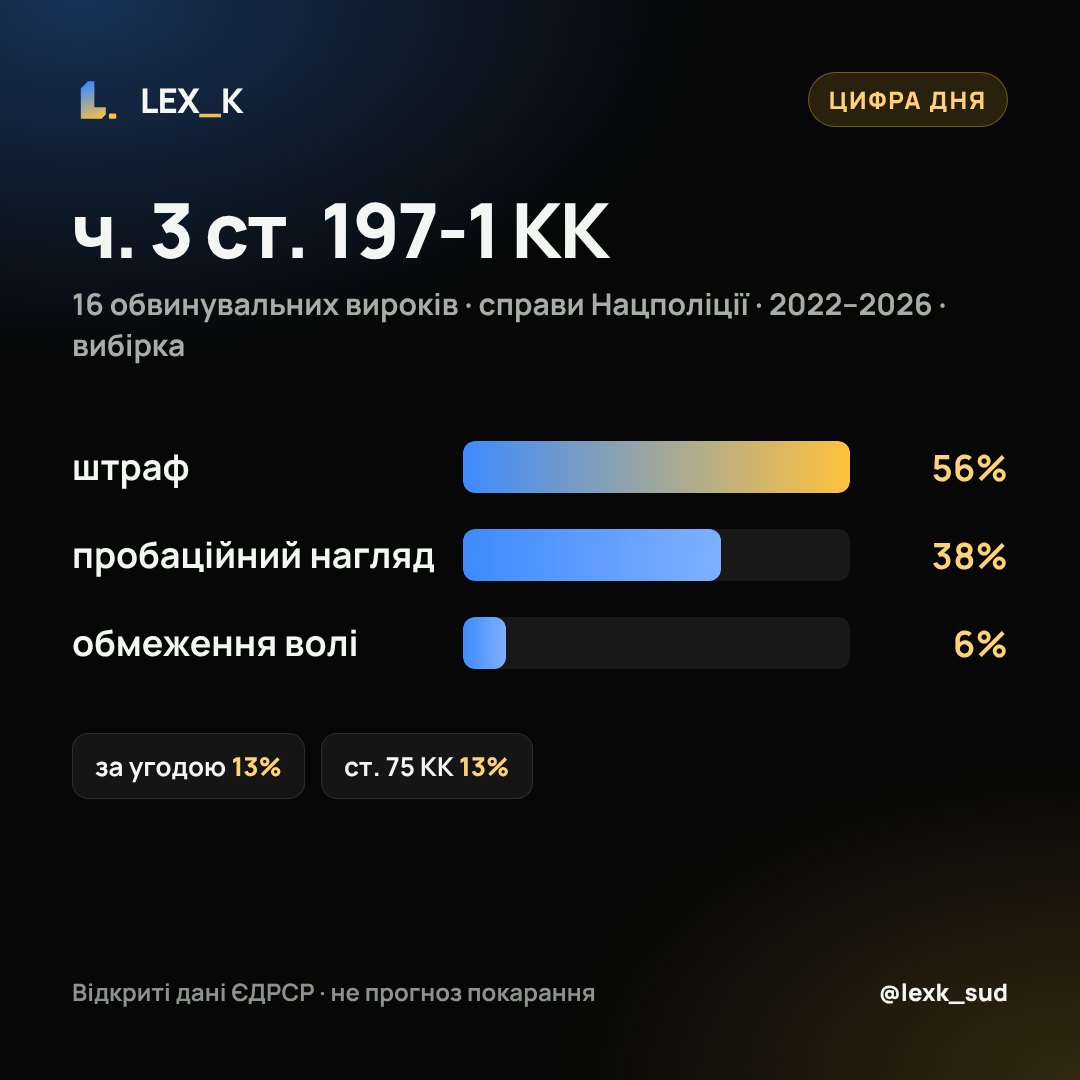 LEX_K
ЦИФРА ДНЯ
ч. 3 ст. 197-1 КК
16 обвинувальних вироків · справи Нацполіції · 2022–2026 ·
вибірка
штраф 56%
пробаційний нагляд 38%
обмеження волі 6%
за угодою 13%
ст. 75 КК 13%
Відкриті дані ЄДРСР · не прогноз покарання
@lexk_sud